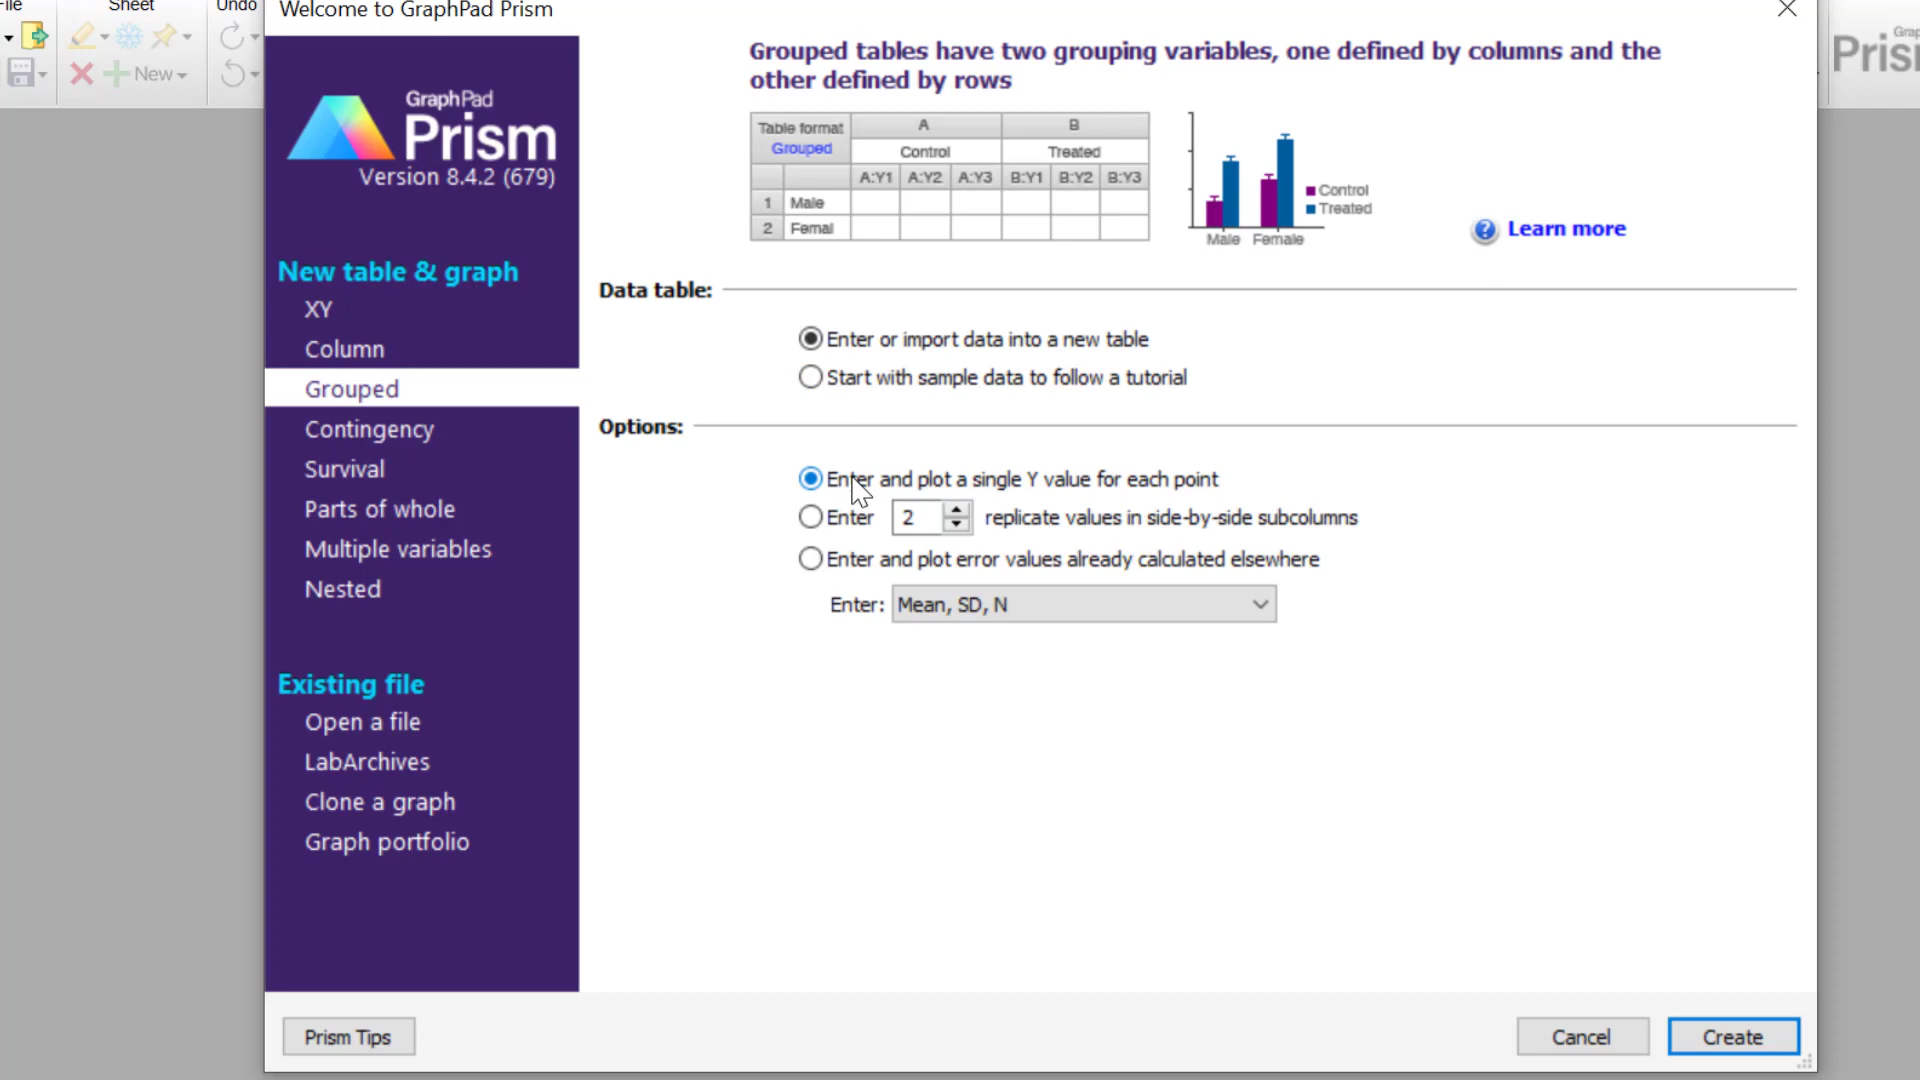 Sheet
Undo
New
Welcome to GraphPad Prism
GraphPad
Prism
Version 8.4.2 (679)
New table & graph
XY
Column
Grouped
Contingency
Survival
Parts of whole
Multiple variables
Nested
Existing file
Open a file
LabArchives
Clone a graph
Graph portfolio
Prism Tips
Grouped tables have two grouping variables, one defined by columns and the
other defined by rows
Table format A B
Grouped Control Treated
A:Y1 A:Y2 A:Y3 B:Y1 B:Y2 B:Y3
1 Male
2 Femal
Control
Treated
Male Female
Learn more
Data table:
Enter or import data into a new table
Start with sample data to follow a tutorial
Options:
Enter and plot a single Y value for each point
Enter 2 replicate values in side-by-side subcolumns
Enter and plot error values already calculated elsewhere
Enter: Mean, SD, N
Cancel Create